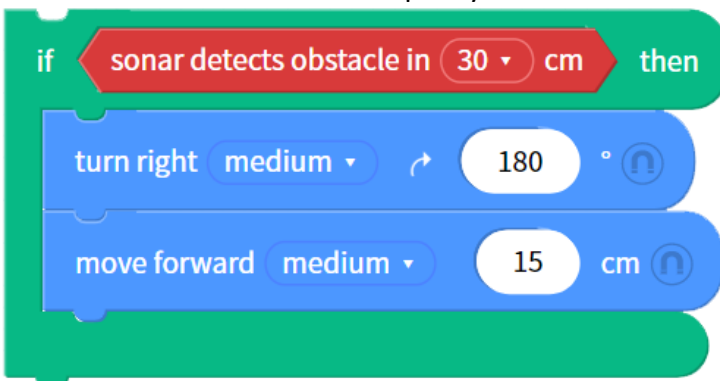 if sonar detects obstacle in 30 cm then
turn right medium 180 °
move forward medium 15 cm